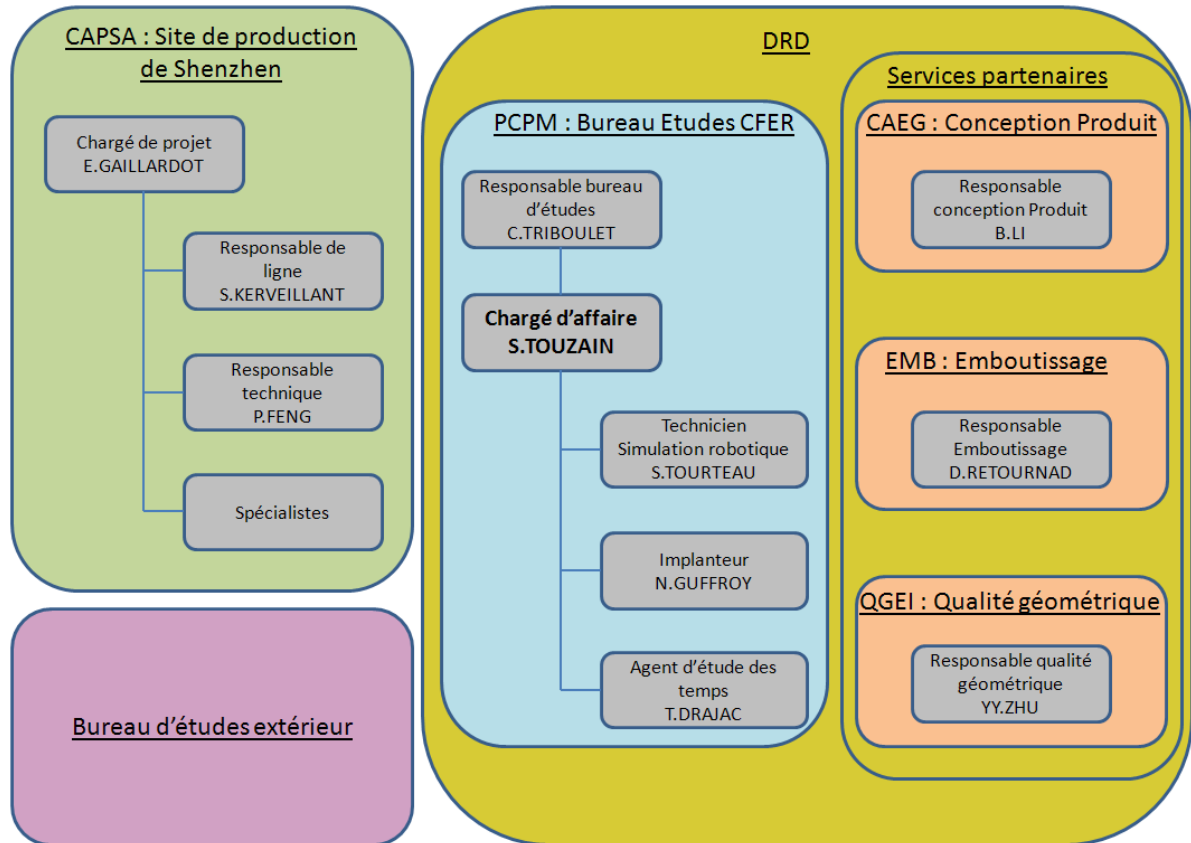 CAPSA : Site de production
de Shenzhen
Chargé de projet
E.GAILLARDOT
Responsable de
ligne
S.KERVEILLANT
Responsable
technique
P.FENG
Spécialistes
Bureau d'études extérieur
DRD
PCPM : Bureau Etudes CFER
Responsable bureau
d'études
C.TRIBOULET
Chargé d'affaire
S.TOUZAIN
Technicien
Simulation robotique
S.TOURTEAU
Implanteur
N.GUFFROY
Agent d'étude des
temps
T.DRAJAC
Services partenaires
CAEG : Conception Produit
Responsable
conception Produit
B.LI
EMB : Emboutissage
Responsable
Emboutissage
D.RETOURNAD
QGEI : Qualité géométrique
Responsable qualité
géométrique
YY.ZHU